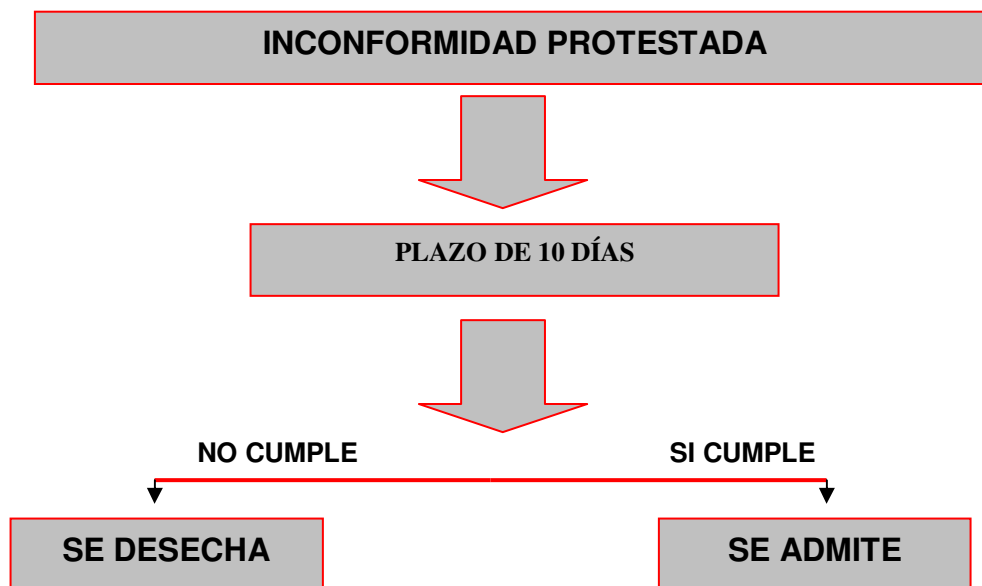 INCONFORMIDAD PROTESTADA
PLAZO DE 10 DÍAS
NO CUMPLE
SI CUMPLE
SE DESECHA
SE ADMITE